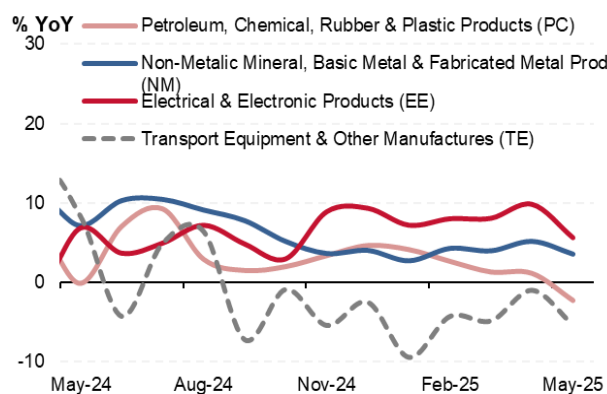 % YoY
30
Petroleum, Chemical, Rubber & Plastic Products (PC)
Non-Metalic Mineral, Basic Metal & Fabricated Metal Prod
(NM)
20
Electrical & Electronic Products (EE)
Transport Equipment & Other Manufactures (TE)
10
0
-10
May-24 Aug-24 Nov-24 Feb-25 May-25